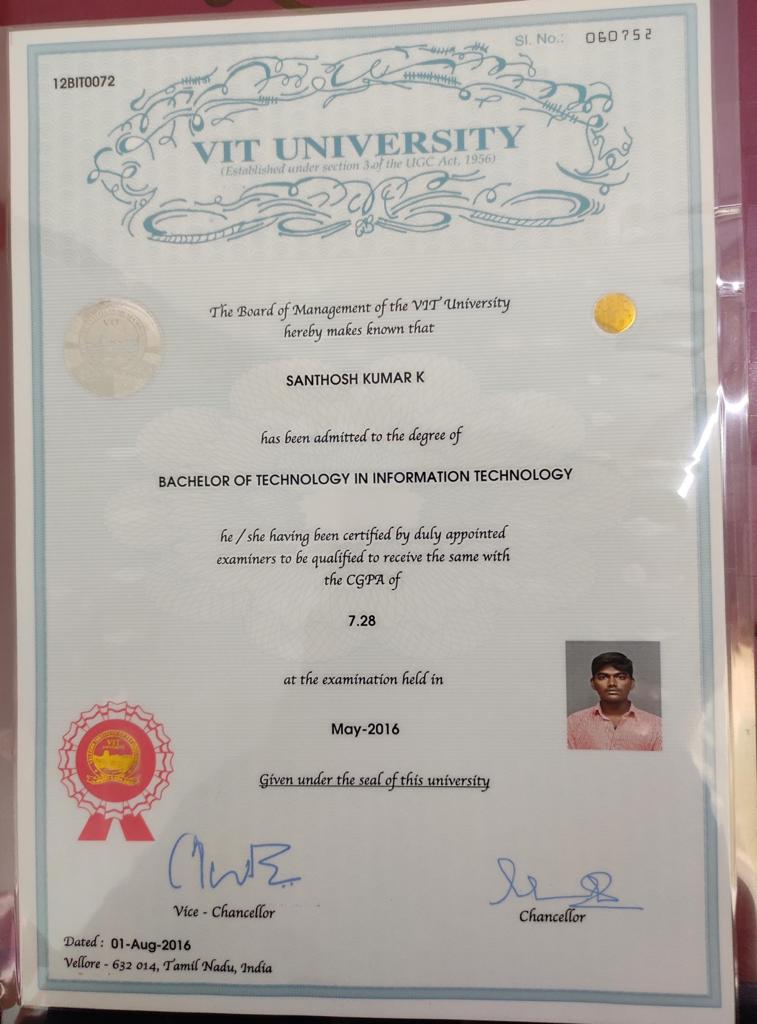 Sl. No.: 060752
12BIT0072
VIT UNIVERSITY
(Established under section 3 of the UGC Act, 1956)
The Board of Management of the VIT University
hereby makes known that
SANTHOSH KUMAR K
has been admitted to the degree of
BACHELOR OF TECHNOLOGY IN INFORMATION TECHNOLOGY
he / she having been certified by duly appointed
examiners to be qualified to receive the same with
the CGPA of
7.28
at the examination held in
May-2016
Given under the seal of this university
VIT
VIT
Vice - Chancellor
Chancellor
Dated : 01-Aug-2016
Vellore - 632 014, Tamil Nadu, India